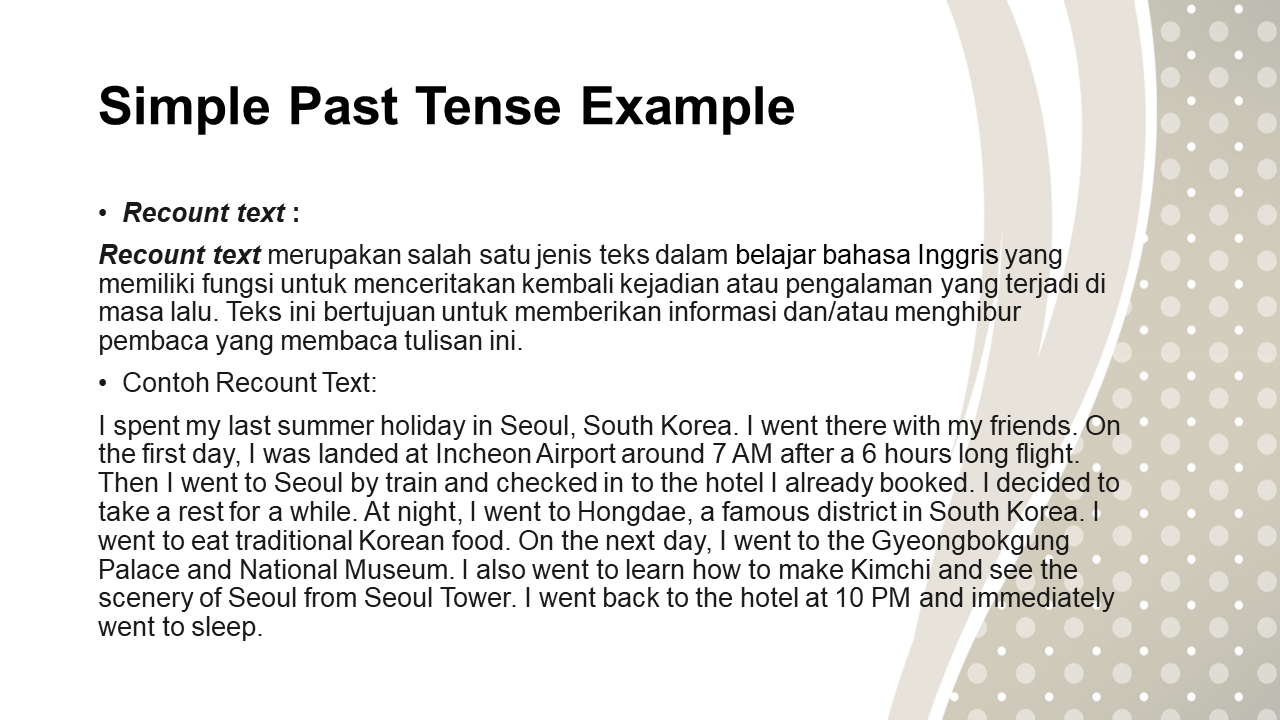 Simple Past Tense Example
• Recount text :
Recount text merupakan salah satu jenis teks dalam belajar bahasa Inggris yang
memiliki fungsi untuk menceritakan kembali kejadian atau pengalaman yang terjadi di
masa lalu. Teks ini bertujuan untuk memberikan informasi dan/atau menghibur
pembaca yang membaca tulisan ini.
• Contoh Recount Text:
I spent my last summer holiday in Seoul, South Korea. I went there with my friends. On
the first day, I was landed at Incheon Airport around 7 AM after a 6 hours long flight.
Then I went to Seoul by train and checked in to the hotel I already booked. I decided to
take a rest for a while. At night, I went to Hongdae, a famous district in South Korea. I
went to eat traditional Korean food. On the next day, I went to the Gyeongbokgung
Palace and National Museum. I also went to learn how to make Kimchi and see the
scenery of Seoul from Seoul Tower. I went back to the hotel at 10 PM and immediately
went to sleep.